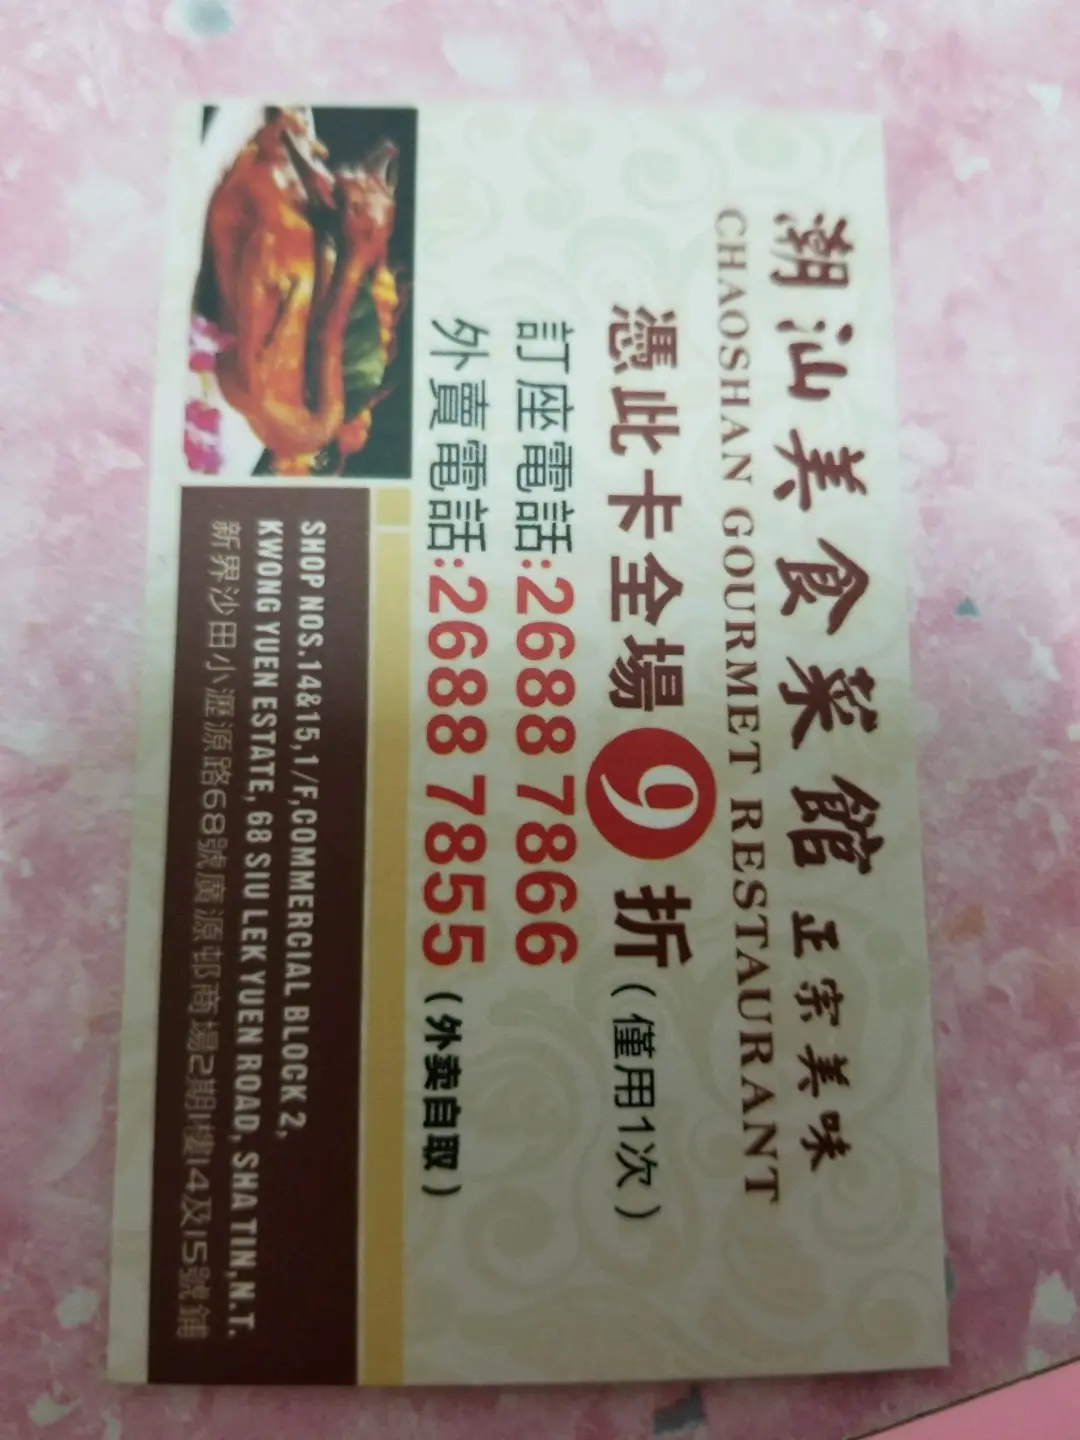 潮汕美食菜館 正宗美味
CHAOSHAN GOURMET RESTAURANT
憑此卡全場9折(僅用1次)
訂座電話:2688 7866
外賣電話:2688 7855(外卖自取)
SHOP NOS.14&15,1/F,COMMERCIAL BLOCK 2,
KWONG YUEN ESTATE, 68 SIU LEK YUEN ROAD, SHA TIN,N.T.
新界沙田小瀝源路68號廣源邨商場2期1樓14及15號鋪